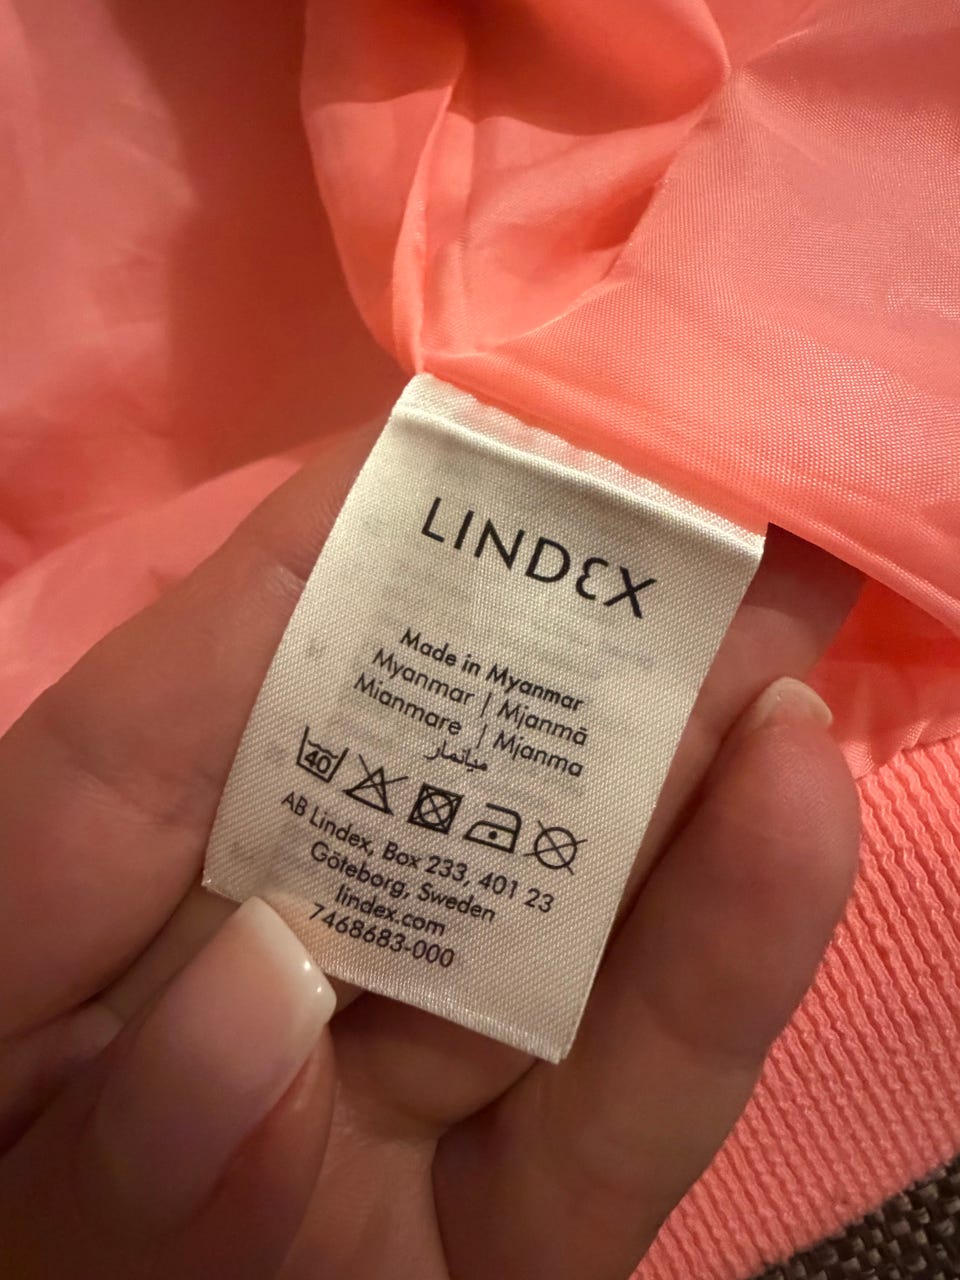 LINDEX
Made in Myanmar
Myanmar | Mjanmā
Mianmare | Mjanma
ميانمار
40
AB Lindex, Box 233, 401 23
Göteborg, Sweden
lindex.com
7468683-000